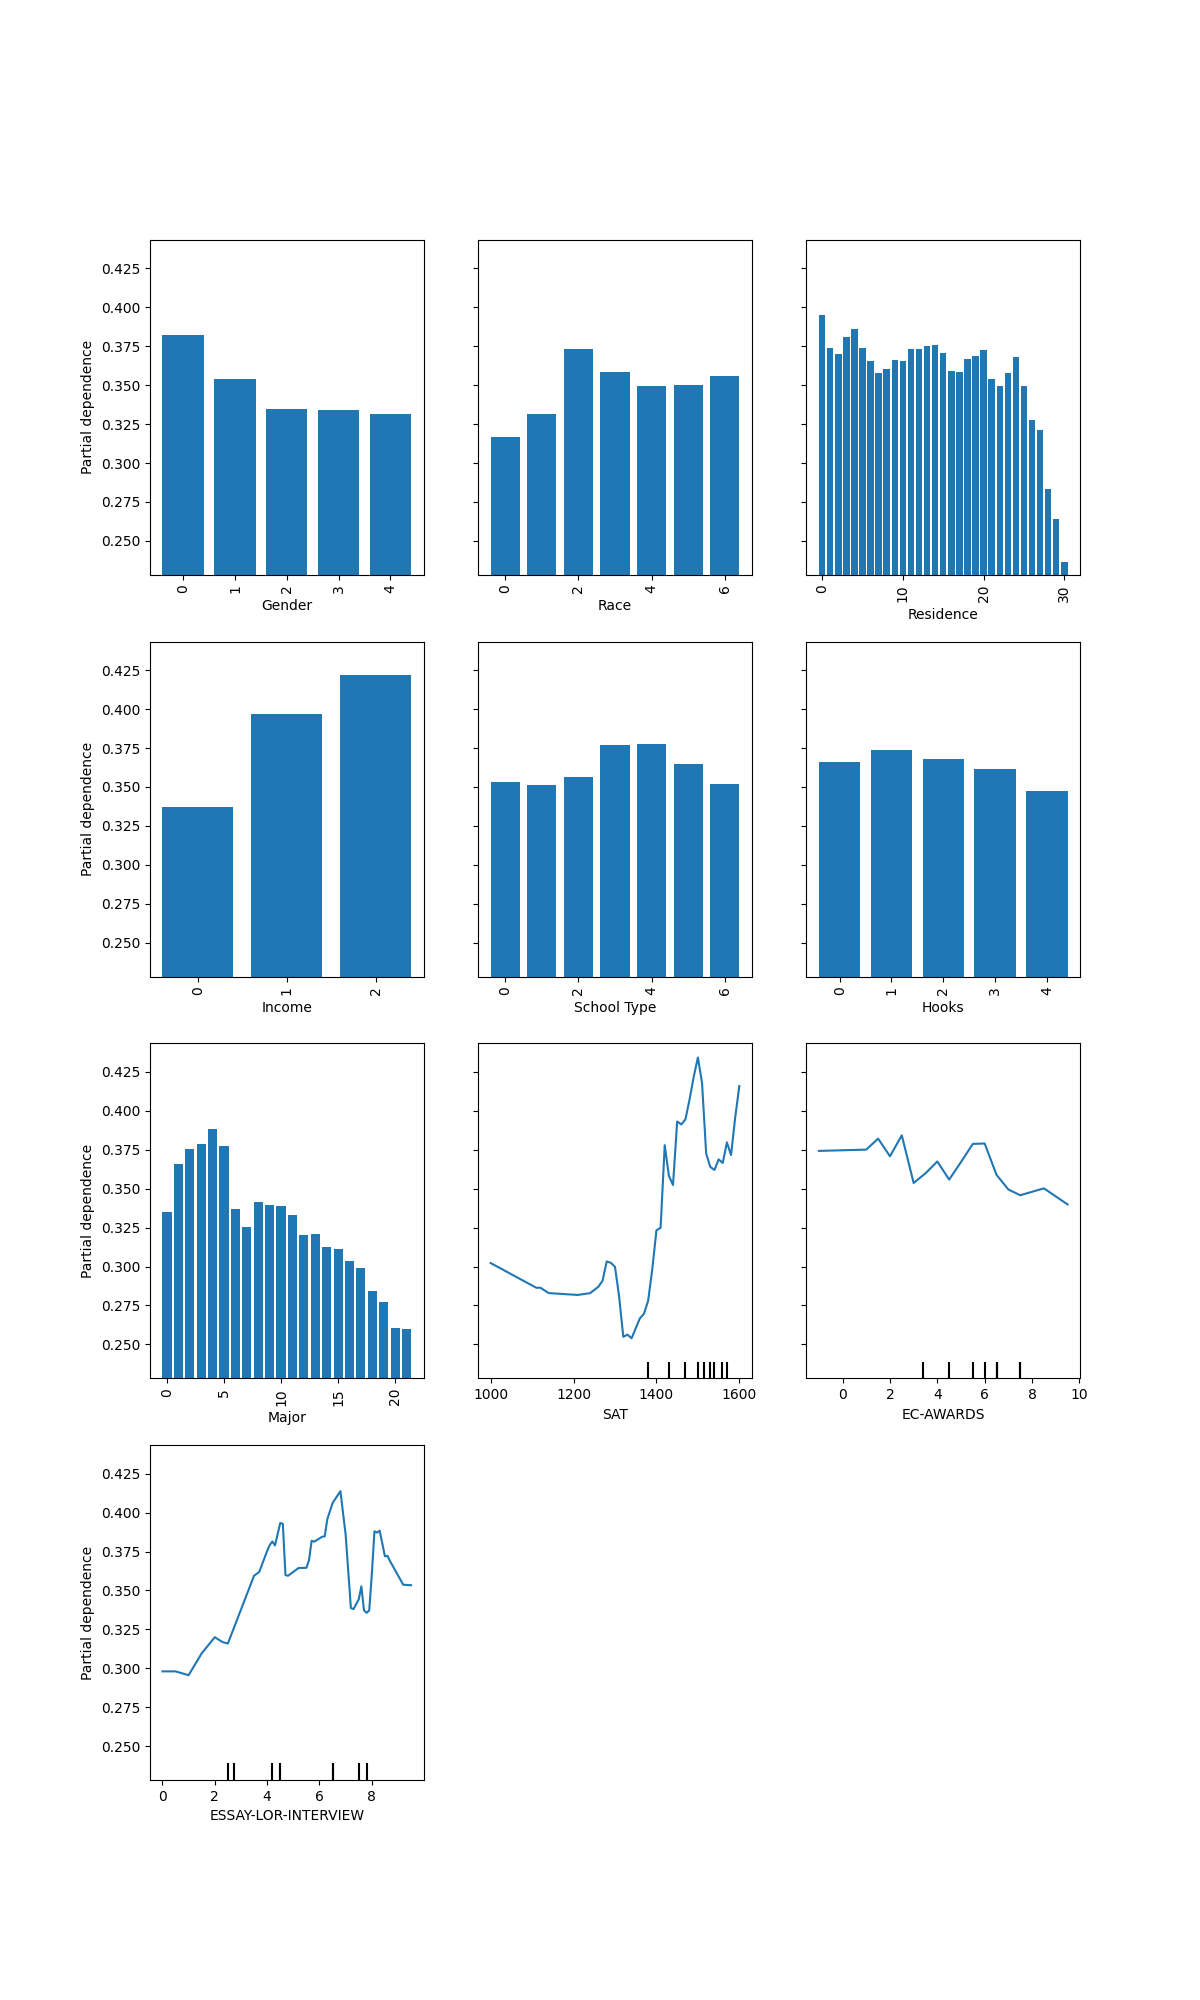 0.425
0.400
0.375
0.350
0.325
0.300
0.275
0.250
Partial dependence
0 1 2 3 4
Gender
0 2 4 6
Race
0 10 20 30
Residence
0.425
0.400
0.375
0.350
0.325
0.300
0.275
0.250
Partial dependence
0 1 2
Income
0 2 4 6
School Type
0 1 2 3 4
Hooks
0.425
0.400
0.375
0.350
0.325
0.300
0.275
0.250
Partial dependence
0 5 10 15 20
Major
1000 1200 1400 1600
SAT
0 2 4 6 8 10
EC-AWARDS
0.425
0.400
0.375
0.350
0.325
0.300
0.275
0.250
Partial dependence
0 2 4 6 8
ESSAY-LOR-INTERVIEW